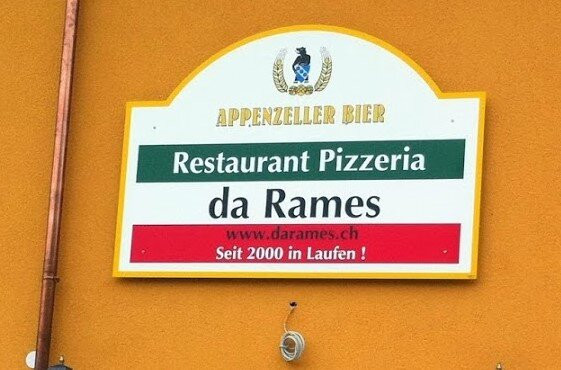 APPENZELLER BIER
Restaurant Pizzeria
da Rames
www.darames.ch
Seit 2000 in Laufen !